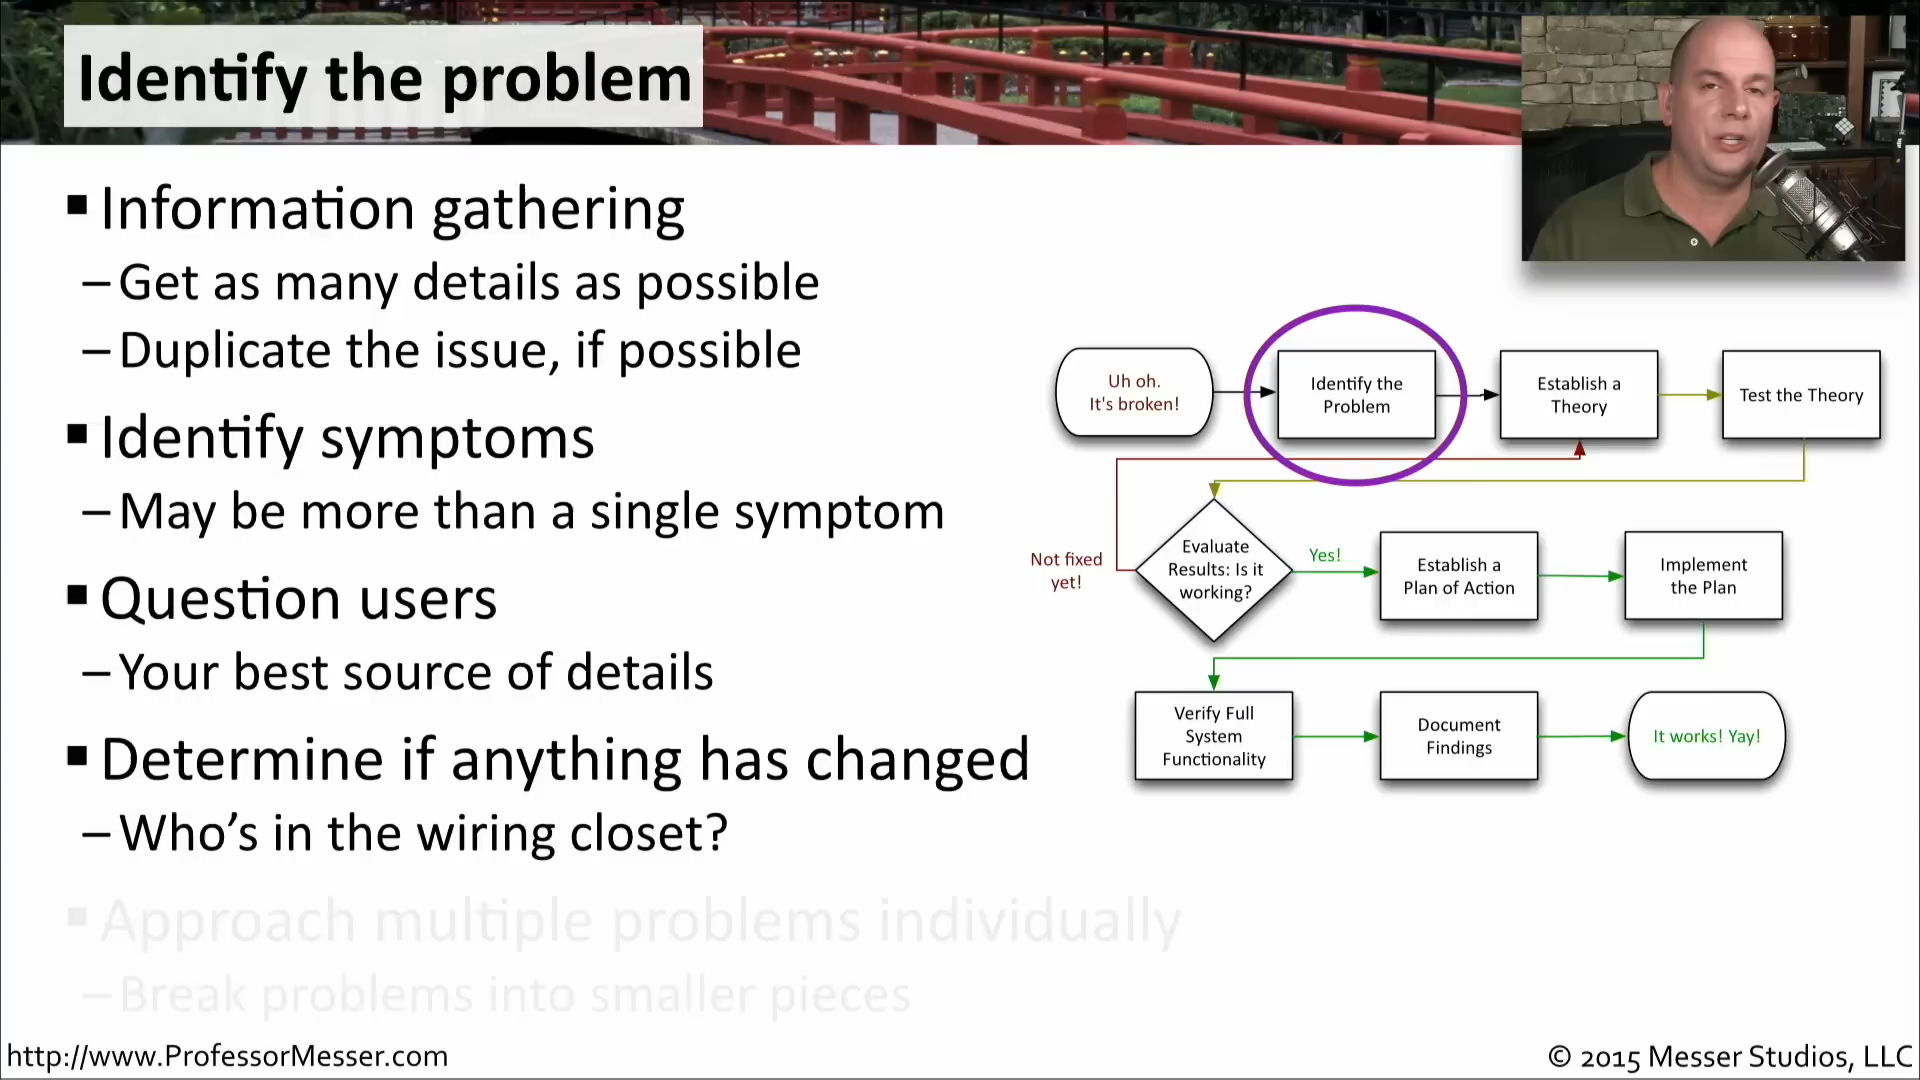 Identify the problem
▪ Information gathering
– Get as many details as possible
– Duplicate the issue, if possible
▪ Identify symptoms
– May be more than a single symptom
▪ Question users
– Your best source of details
▪ Determine if anything has changed
– Who’s in the wiring closet?
▪ Approach multiple problems individually
– Break problems into smaller pieces
Uh oh.
It's broken!
Identify the
Problem
Establish a
Theory
Test the Theory
Not fixed
yet!
Evaluate
Results: Is it
working?
Yes!
Establish a
Plan of Action
Implement
the Plan
Verify Full
System
Functionality
Document
Findings
It works! Yay!
http://www.ProfessorMesser.com
© 2015 Messer Studios, LLC